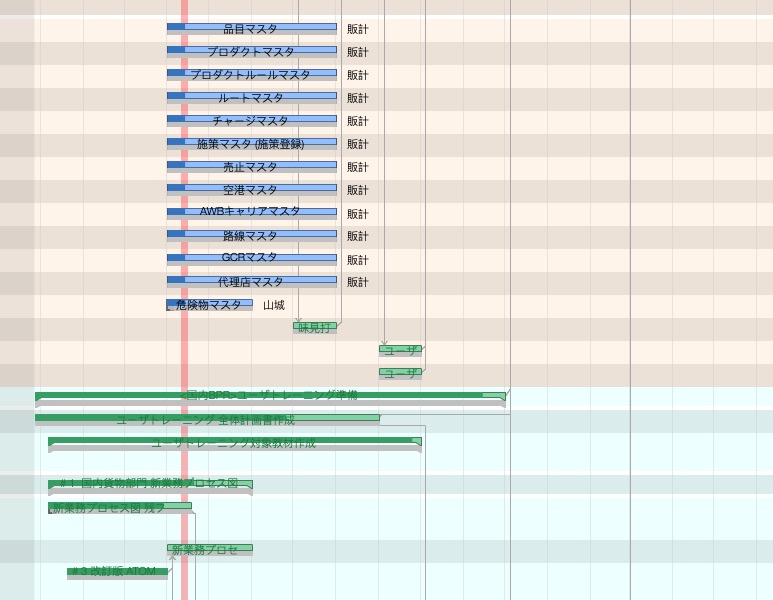 品目マスタ 販計
プロダクトマスタ 販計
プロダクトルールマスタ 販計
ルートマスタ 販計
チャージマスタ 販計
施策マスタ (施策登録) 販計
売止マスタ 販計
空港マスタ 販計
AWBキャリアマスタ 販計
路線マスタ 販計
GCRマスタ 販計
代理店マスタ 販計
危険物マスタ 山城
味見打
ユーザ
ユーザ
<国内BPR>ユーザトレーニング準備
ユーザトレーニング 全体計画書作成
ユーザトレーニング対象教材作成
#1 国内貨物部門 新業務プロセス図
新業務プロセス図 残フ
新業務プロセ
#3 改訂版 ATOM